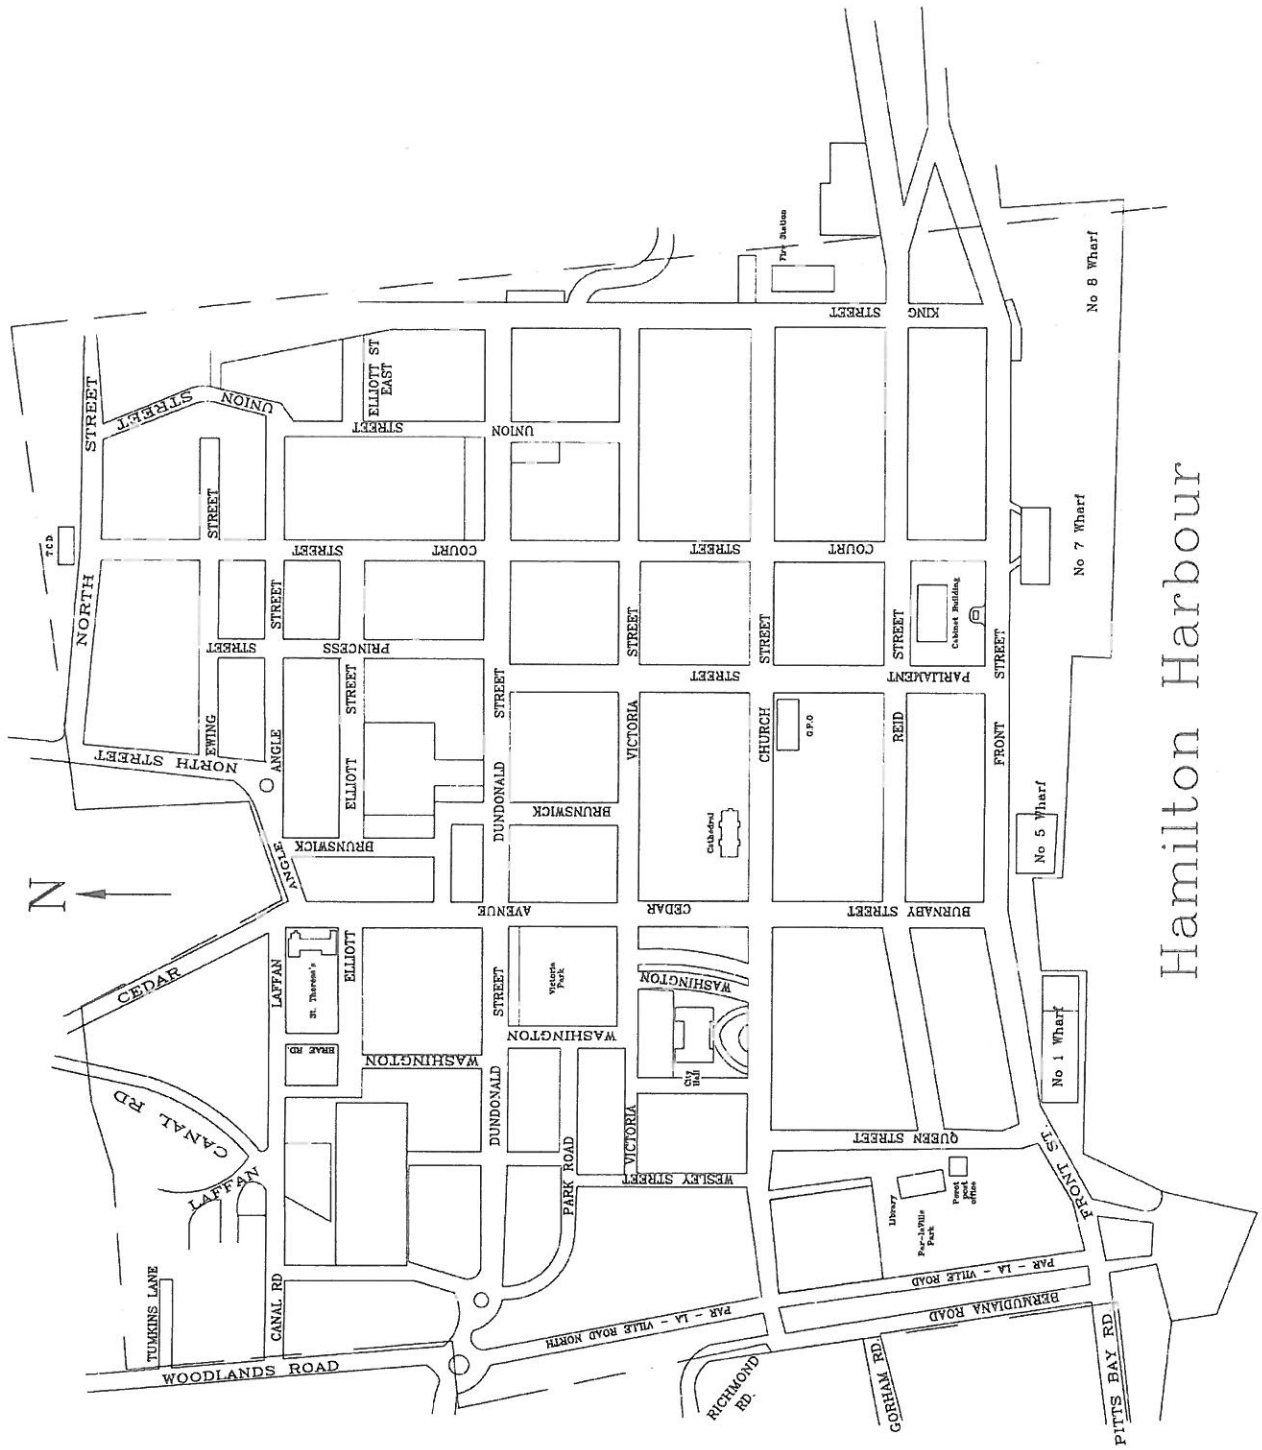 N
NORTH
STREET
T.C.D.
STREET
UNION
STREET
ELLIOTT ST
EAST
UNION
STREET
NORTH STREET
EWING
STREET
ANGLE
STREET
ANGLE
PRINCESS
STREET
COURT
STREET
ELLIOTT
STREET
BRUNSWICK
DUNDONALD
STREET
BRUNSWICK
CEDAR
CEDAR
AVENUE
LAFFAN
St. Theresa's
ELLIOTT
BRAE RD.
WASHINGTON
CANAL RD
LAFFAN
TUMKINS LANE
CANAL RD
WOODLANDS ROAD
DUNDONALD
STREET
Victoria
Park
WASHINGTON
PARK ROAD
VICTORIA
WESLEY STREET
City
Hall
WASHINGTON
VICTORIA
STREET
Cathedral
CHURCH
STREET
G.P.O
REID
STREET
PARLIAMENT
STREET
COURT
STREET
KING
STREET
Fire Station
Cabinet Building
BURNABY STREET
FRONT
STREET
QUEEN STREET
Library
Par-la-Ville
Park
Perot
post
office
FRONT ST.
PAR - LA - VILLE ROAD
PAR - LA - VILLE ROAD NORTH
BERMUDIANA ROAD
RICHMOND
RD.
GORHAM RD.
PITTS BAY RD.
No 1 Wharf
No 5 Wharf
No 7 Wharf
No 8 Wharf
Hamilton Harbour